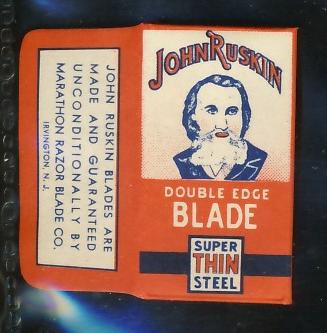 JOHN RUSKIN
DOUBLE EDGE
BLADE
SUPER
THIN
STEEL
JOHN RUSKIN BLADES ARE
MADE AND GUARANTEED
UNCONDITIONALLY BY
MARATHON RAZOR BLADE CO.
IRVINGTON, N. J.